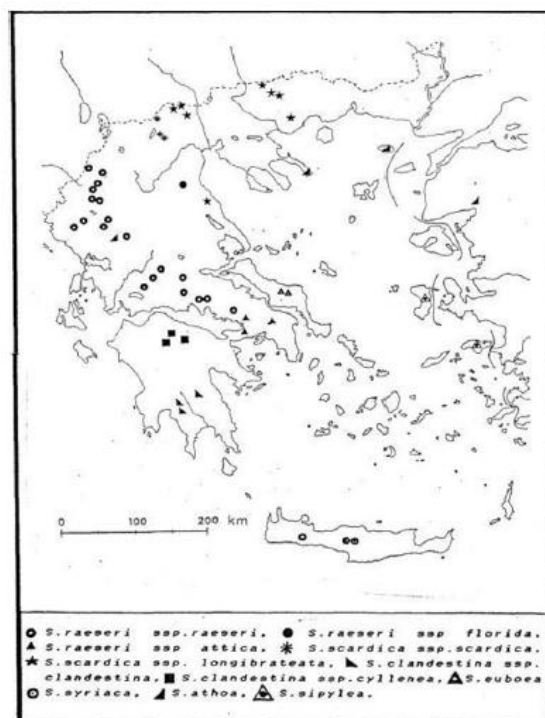 0 100 200
km
S.raeseri ssp.raeseri, S.raeseri ssp florida,
S.raeseri ssp attica, S.scardica ssp.scardica.
S.scardica ssp. longibrateata, S.clandestina ssp.
clandestina, S.clandestina ssp.cyllenea, S.euboea
S.syriaca, S.athoa, S.sipylea.